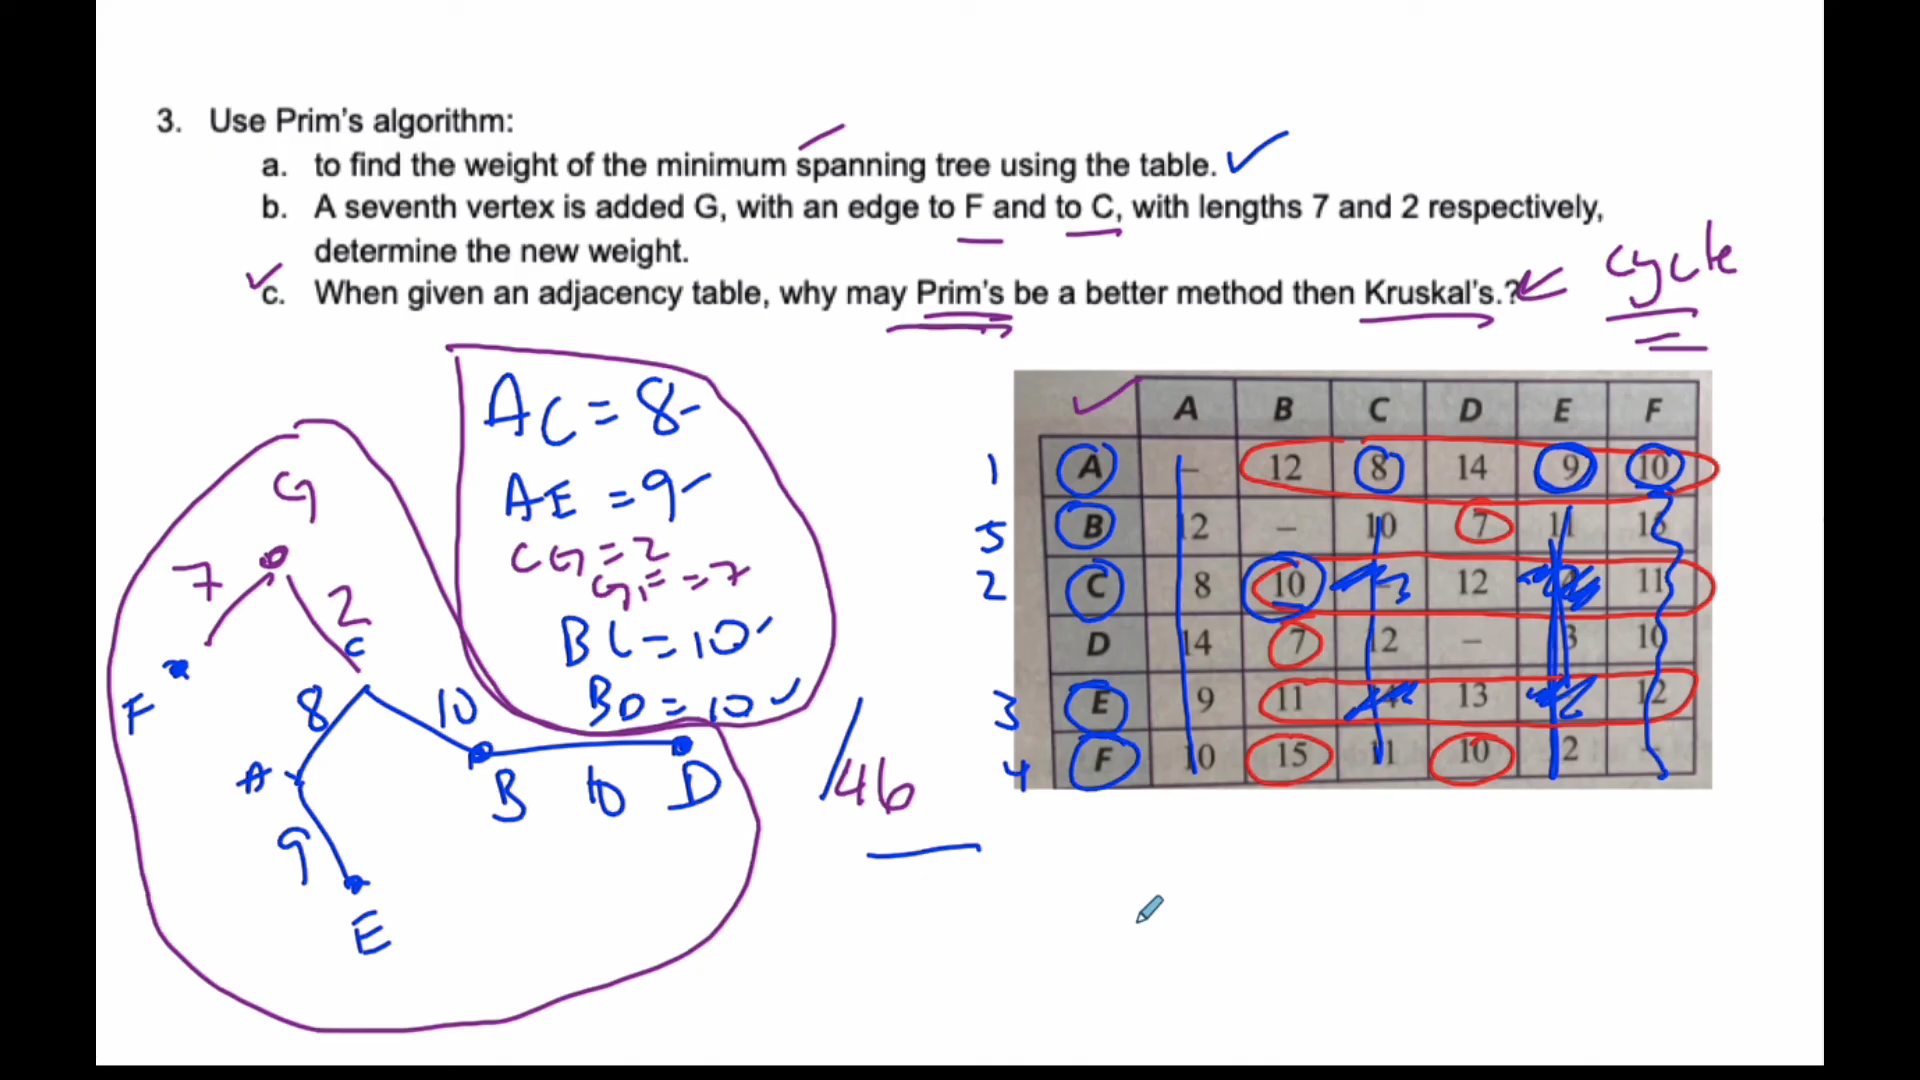 3. Use Prim's algorithm:
a. to find the weight of the minimum spanning tree using the table.
b. A seventh vertex is added G, with an edge to F and to C, with lengths 7 and 2 respectively,
determine the new weight.
c. When given an adjacency table, why may Prim's be a better method then Kruskal's.?
cycle
AC = 8
AE = 9
CG = 2
GF = 7
BC = 10
BD = 10
G
7
2
C
F
8
10
A
B
10
D
9
E
46
A B C D E F
1 A – 12 8 14 9 10
5 B 12 – 10 7 11
2 C 8 10 12 11
D 14 7 12 – 10
3 E 9 11 13 12
4 F 10 15 11 10 –